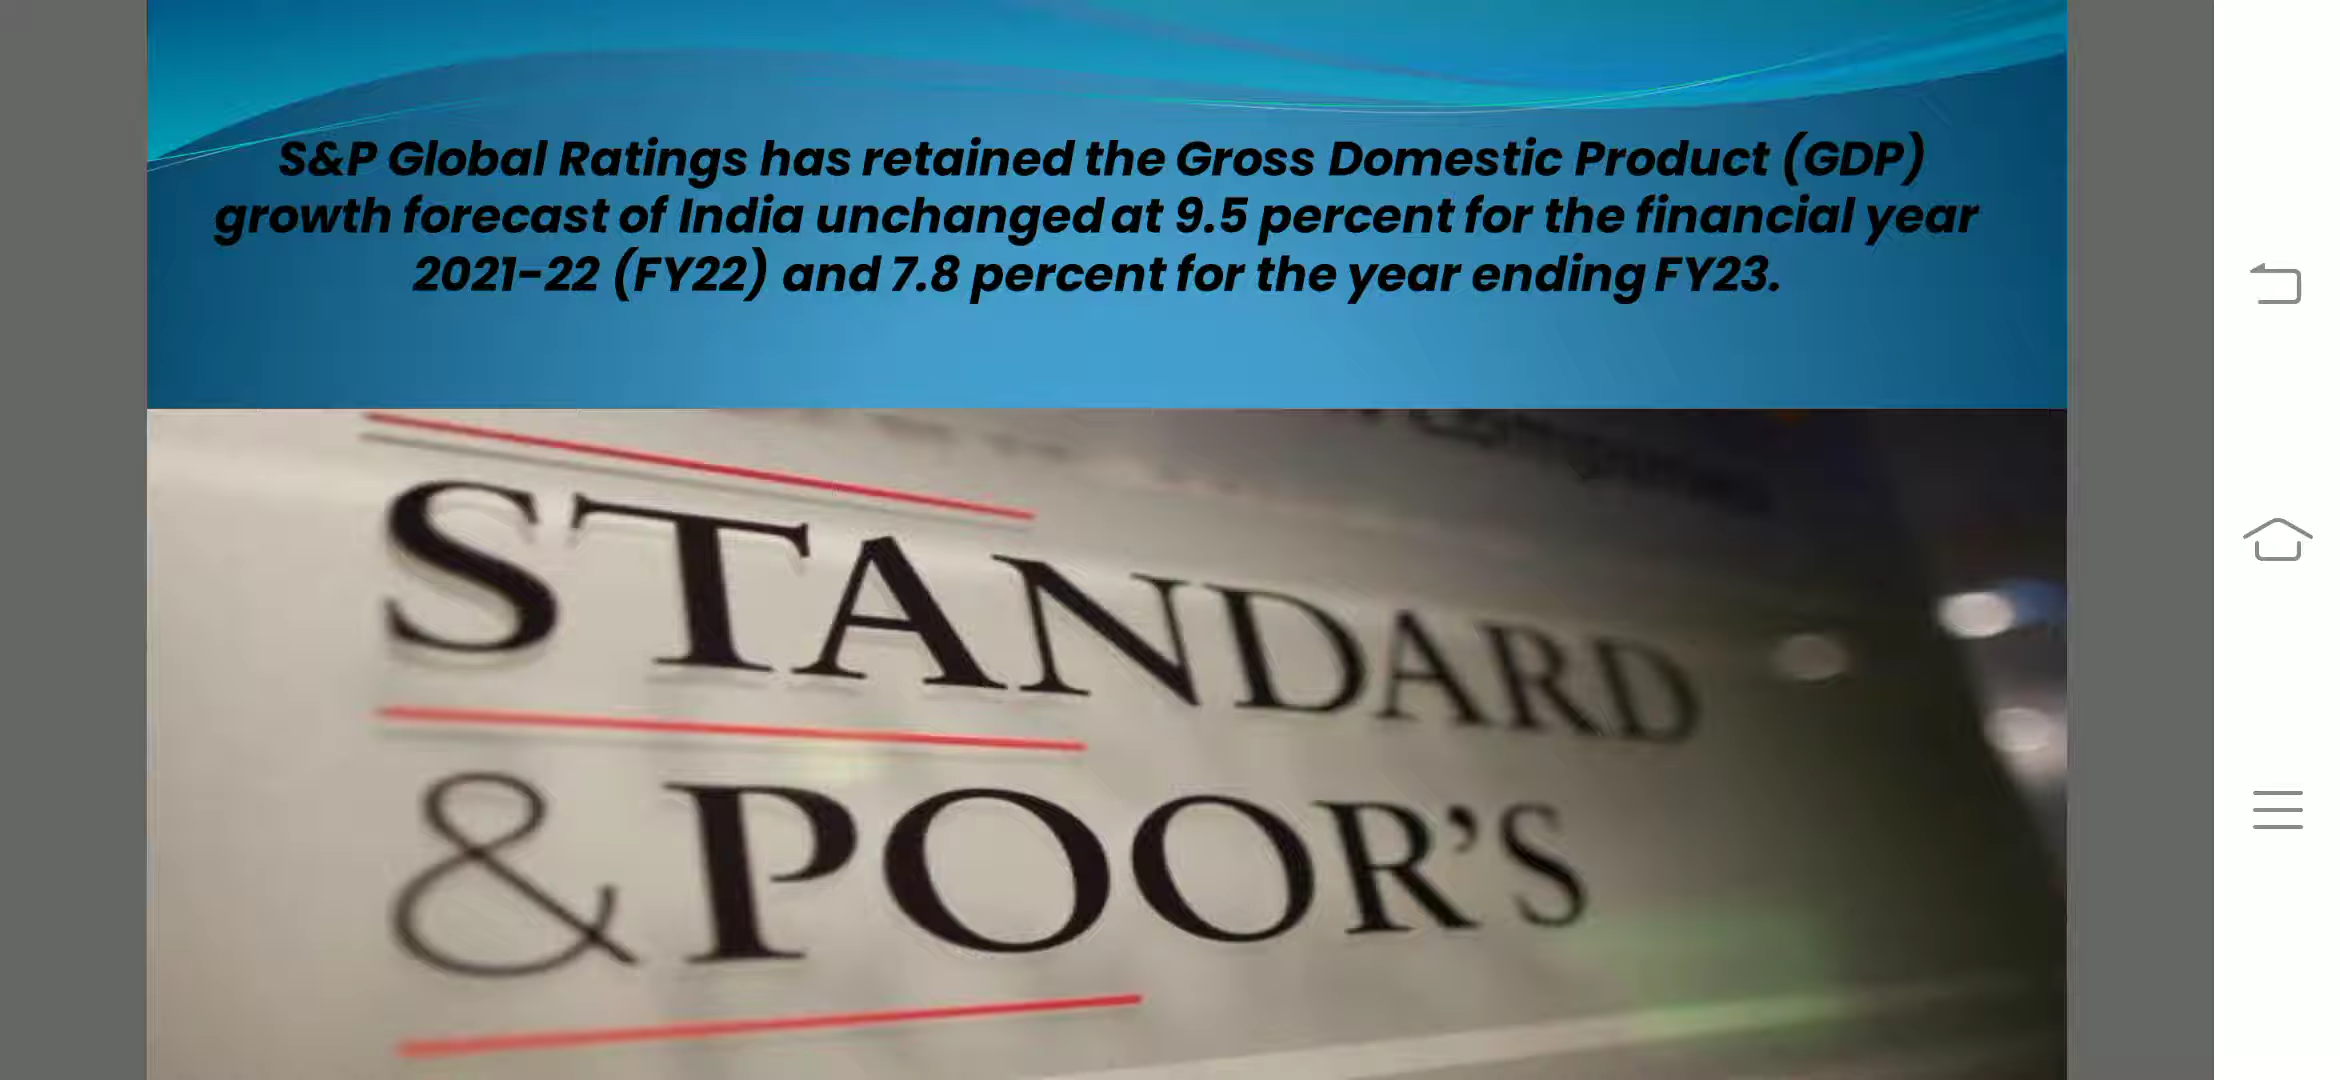 S&P Global Ratings has retained the Gross Domestic Product (GDP)
growth forecast of India unchanged at 9.5 percent for the financial year
2021-22 (FY22) and 7.8 percent for the year ending FY23.
STANDARD
& POOR'S